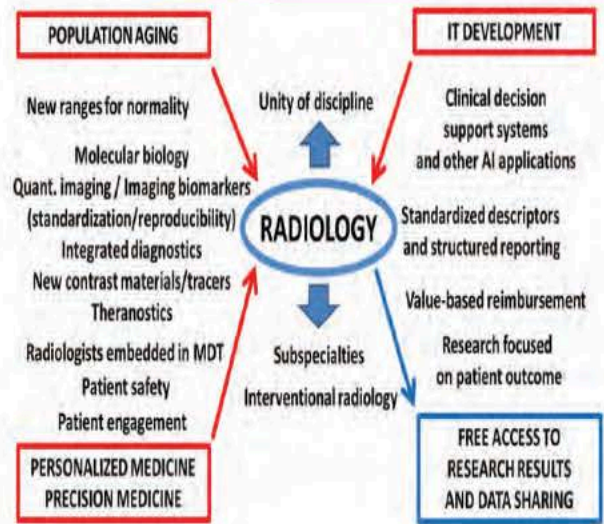 POPULATION AGING
New ranges for normality
Molecular biology
Quant. imaging / Imaging biomarkers
(standardization/reproducibility)
Integrated diagnostics
New contrast materials/tracers
Theranostics
Radiologists embedded in MDT
Patient safety
Patient engagement
PERSONALIZED MEDICINE
PRECISION MEDICINE
Unity of discipline
RADIOLOGY
Subspecialties
Interventional radiology
IT DEVELOPMENT
Clinical decision
support systems
and other AI applications
Standardized descriptors
and structured reporting
Value-based reimbursement
Research focused
on patient outcome
FREE ACCESS TO
RESEARCH RESULTS
AND DATA SHARING